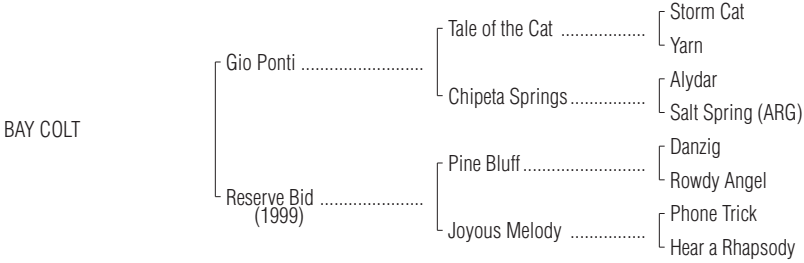 Storm Cat
Tale of the Cat ..................
Yarn
Gio Ponti ..........................
Alydar
Chipeta Springs................
Salt Spring (ARG)
BAY COLT
Danzig
Pine Bluff..........................
Rowdy Angel
Reserve Bid ......................
(1999)
Phone Trick
Joyous Melody ................
Hear a Rhapsody